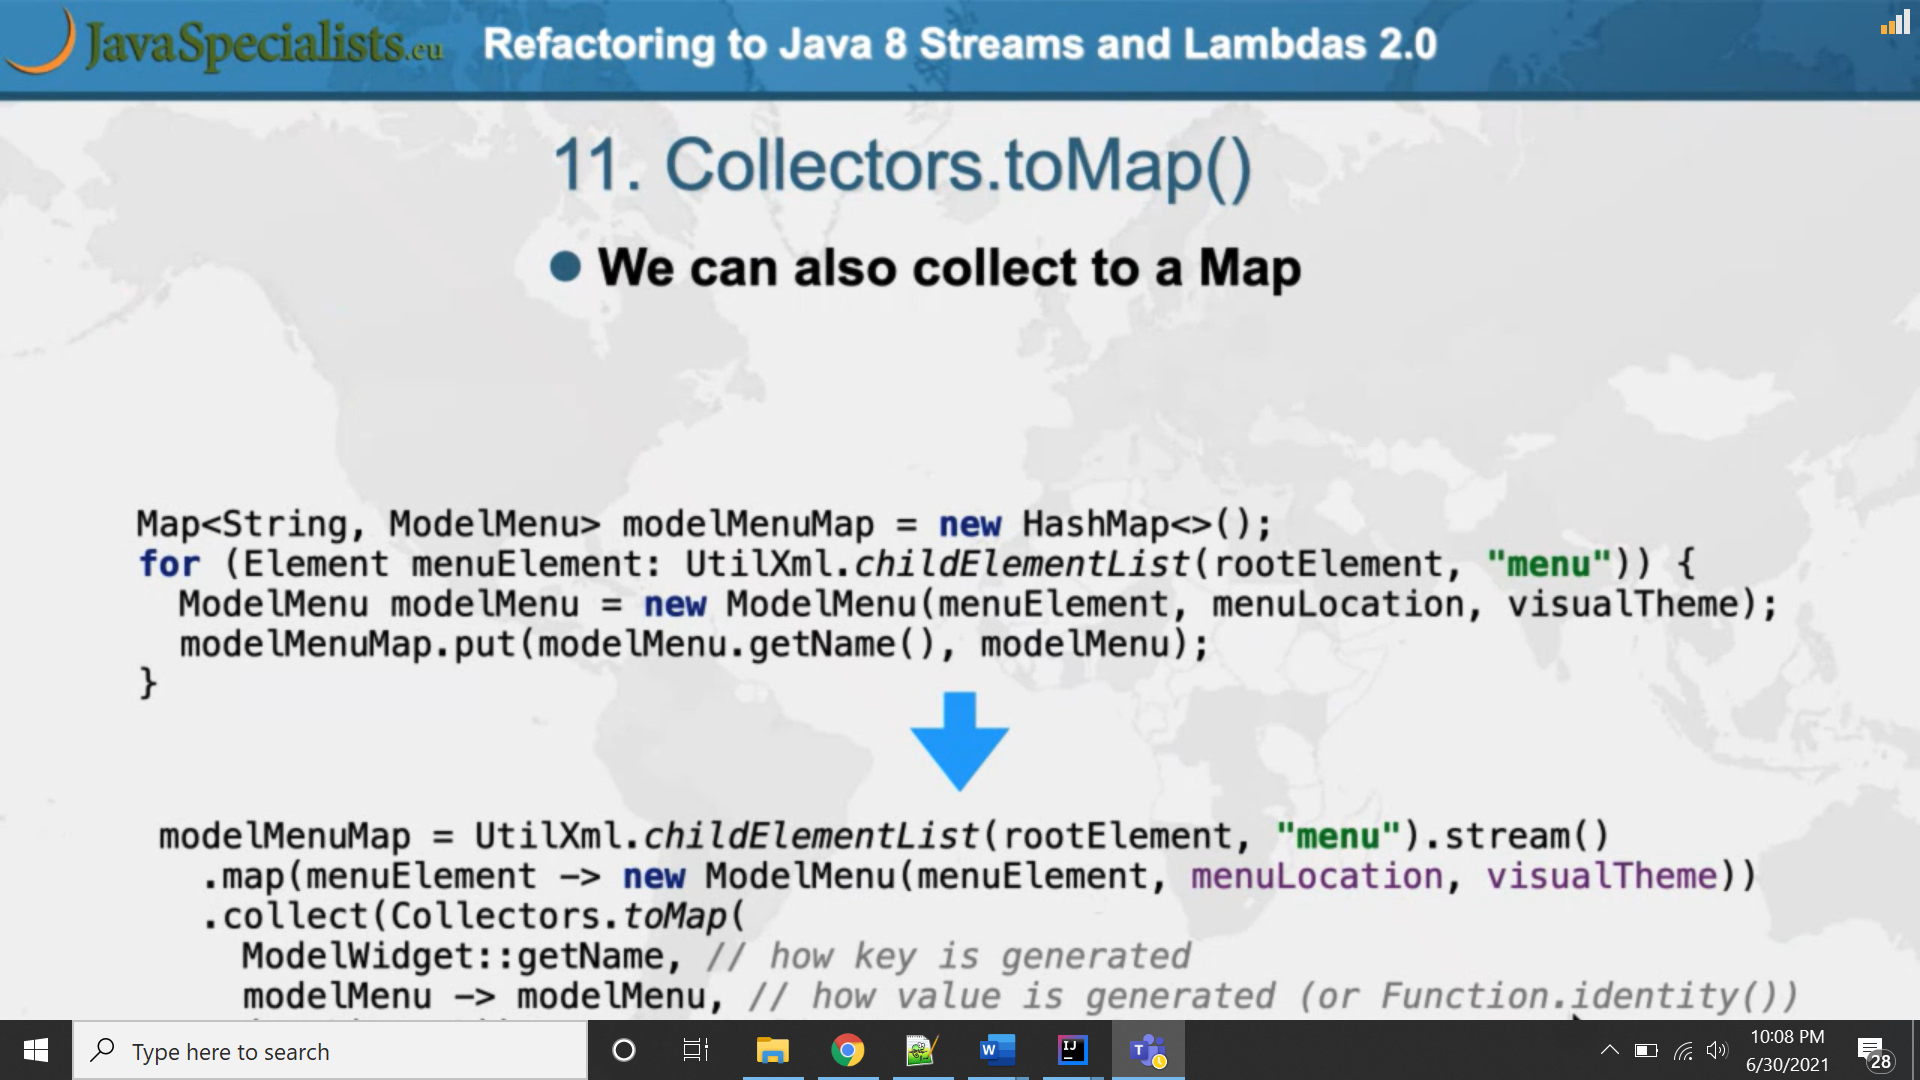 JavaSpecialists.eu
Refactoring to Java 8 Streams and Lambdas 2.0
11. Collectors.toMap()
● We can also collect to a Map
Map<String, ModelMenu> modelMenuMap = new HashMap<>();
for (Element menuElement: UtilXml.childElementList(rootElement, "menu")) {
  ModelMenu modelMenu = new ModelMenu(menuElement, menuLocation, visualTheme);
  modelMenuMap.put(modelMenu.getName(), modelMenu);
}
modelMenuMap = UtilXml.childElementList(rootElement, "menu").stream()
  .map(menuElement -> new ModelMenu(menuElement, menuLocation, visualTheme))
  .collect(Collectors.toMap(
    ModelWidget::getName, // how key is generated
    modelMenu -> modelMenu, // how value is generated (or Function.identity())
Type here to search
W
IJ
T
10:08 PM
6/30/2021
28